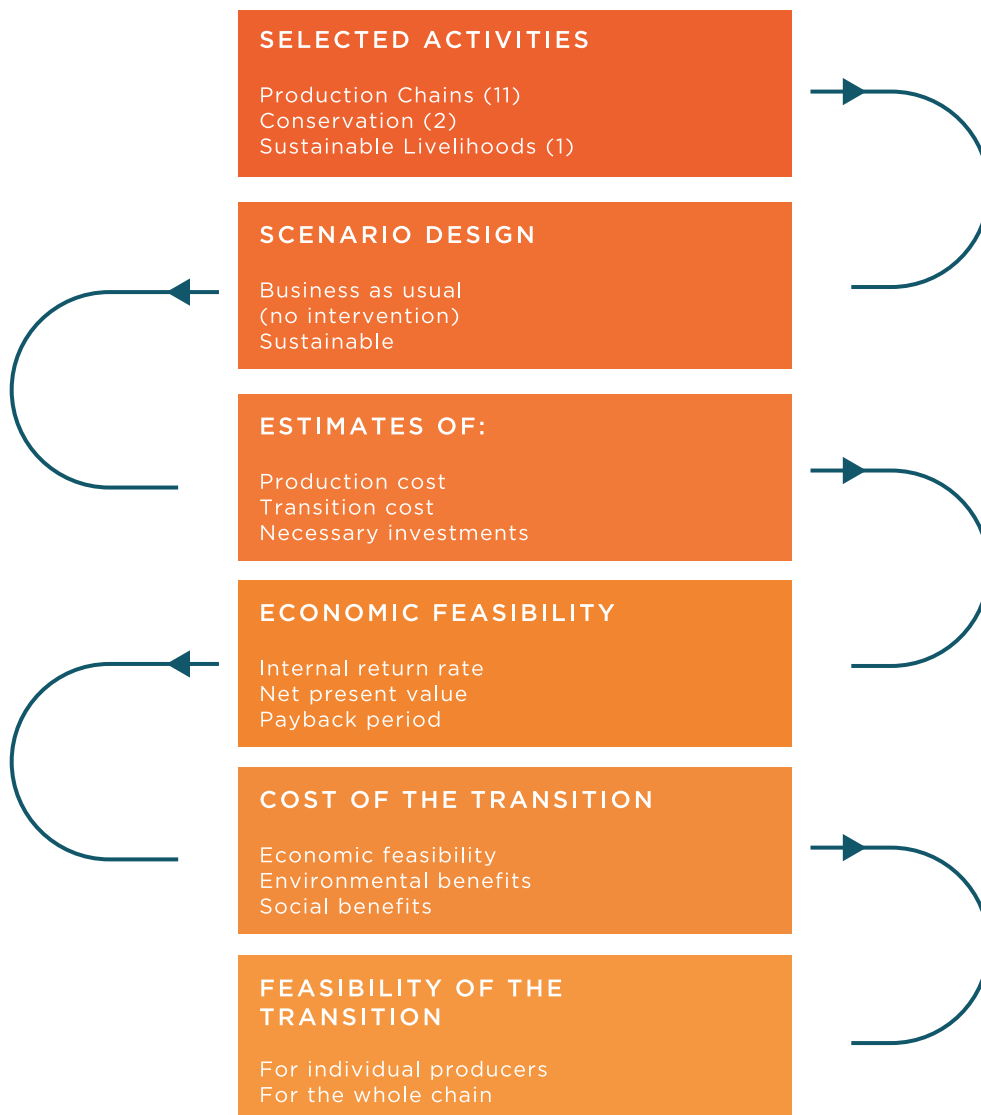 SELECTED ACTIVITIES
Production Chains (11)
Conservation (2)
Sustainable Livelihoods (1)
SCENARIO DESIGN
Business as usual
(no intervention)
Sustainable
ESTIMATES OF:
Production cost
Transition cost
Necessary investments
ECONOMIC FEASIBILITY
Internal return rate
Net present value
Payback period
COST OF THE TRANSITION
Economic feasibility
Environmental benefits
Social benefits
FEASIBILITY OF THE
TRANSITION
For individual producers
For the whole chain